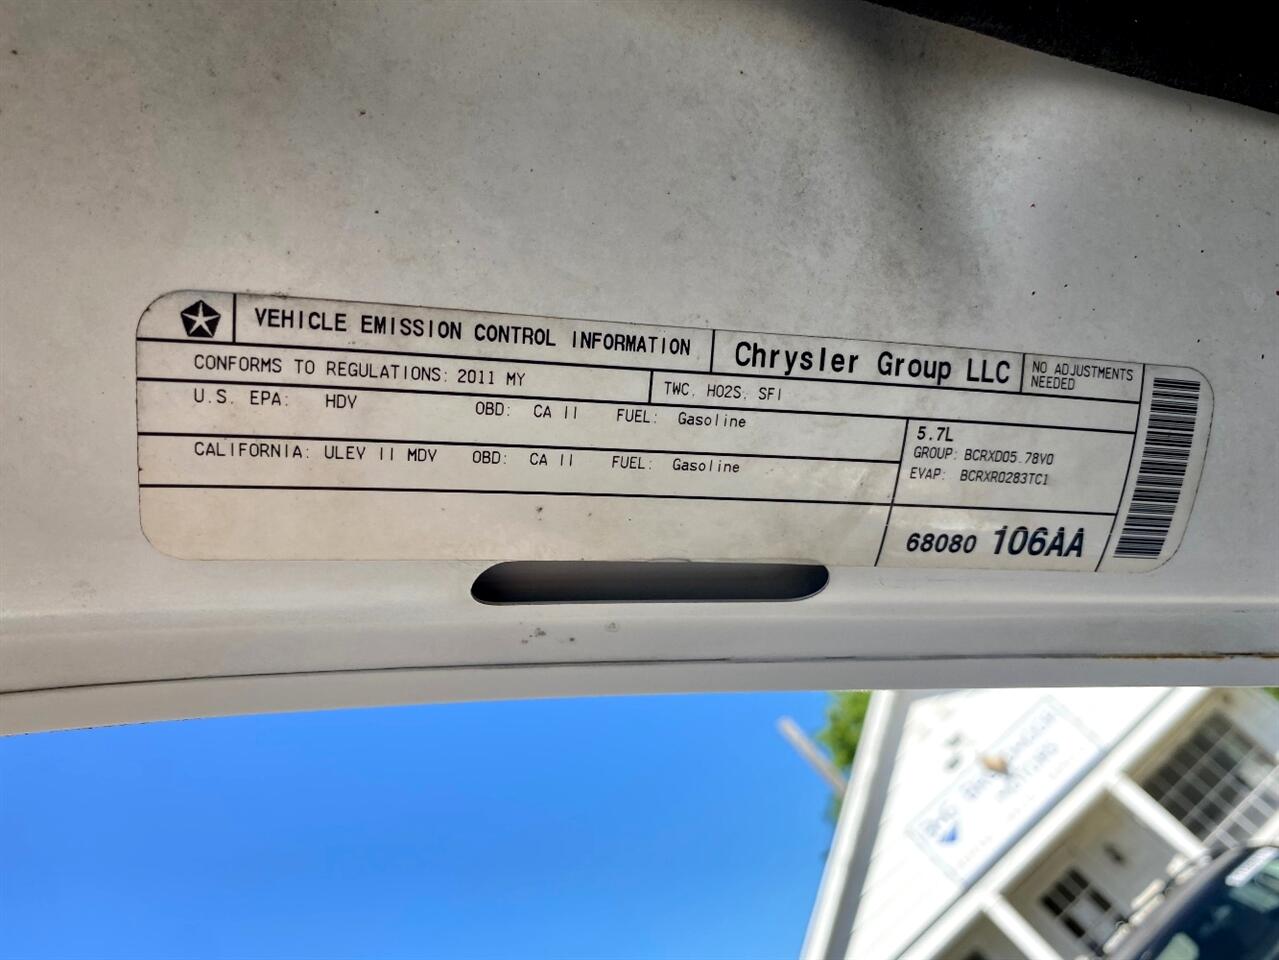 VEHICLE EMISSION CONTROL INFORMATION
Chrysler Group LLC
NO ADJUSTMENTS
NEEDED
CONFORMS TO REGULATIONS: 2011 MY
TWC, HO2S, SFI
U.S. EPA: HDV OBD: CA II FUEL: Gasoline
CALIFORNIA: ULEV II MDV OBD: CA II FUEL: Gasoline
5.7L
GROUP: BCRXD05.78V0
EVAP: BCRXR0283TC1
68080 106AA